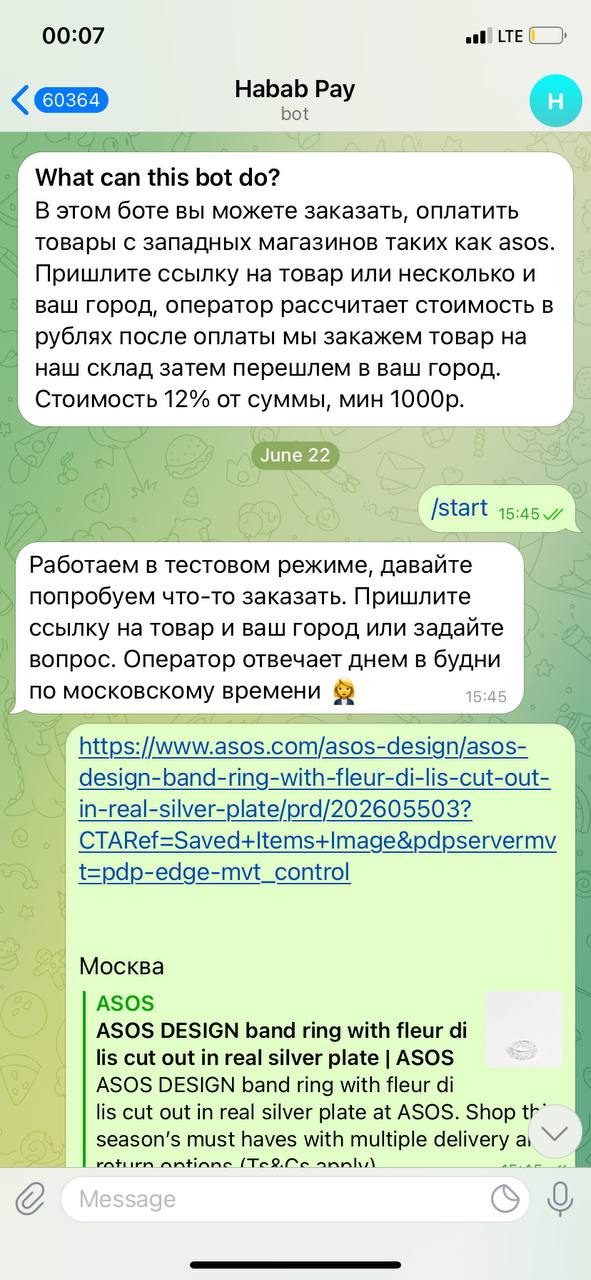 00:07
LTE
60364
Habab Pay
bot
H
What can this bot do?
В этом боте вы можете заказать, оплатить
товары с западных магазинов таких как asos.
Пришлите ссылку на товар или несколько и
ваш город, оператор рассчитает стоимость в
рублях после оплаты мы закажем товар на
наш склад затем перешлем в ваш город.
Стоимость 12% от суммы, мин 1000р.
June 22
/start 15:45
Работаем в тестовом режиме, давайте
попробуем что-то заказать. Пришлите
ссылку на товар и ваш город или задайте
вопрос. Оператор отвечает днем в будни
по московскому времени 👩‍💼 15:45
https://www.asos.com/asos-design/asos-
design-band-ring-with-fleur-di-lis-cut-out-
in-real-silver-plate/prd/202605503?
CTARef=Saved+Items+Image&pdpservermv
t=pdp-edge-mvt_control
Москва
ASOS
ASOS DESIGN band ring with fleur di
lis cut out in real silver plate | ASOS
ASOS DESIGN band ring with fleur di
lis cut out in real silver plate at ASOS. Shop
season's must haves with multiple delivery
return options (Ts&Cs apply)
Message